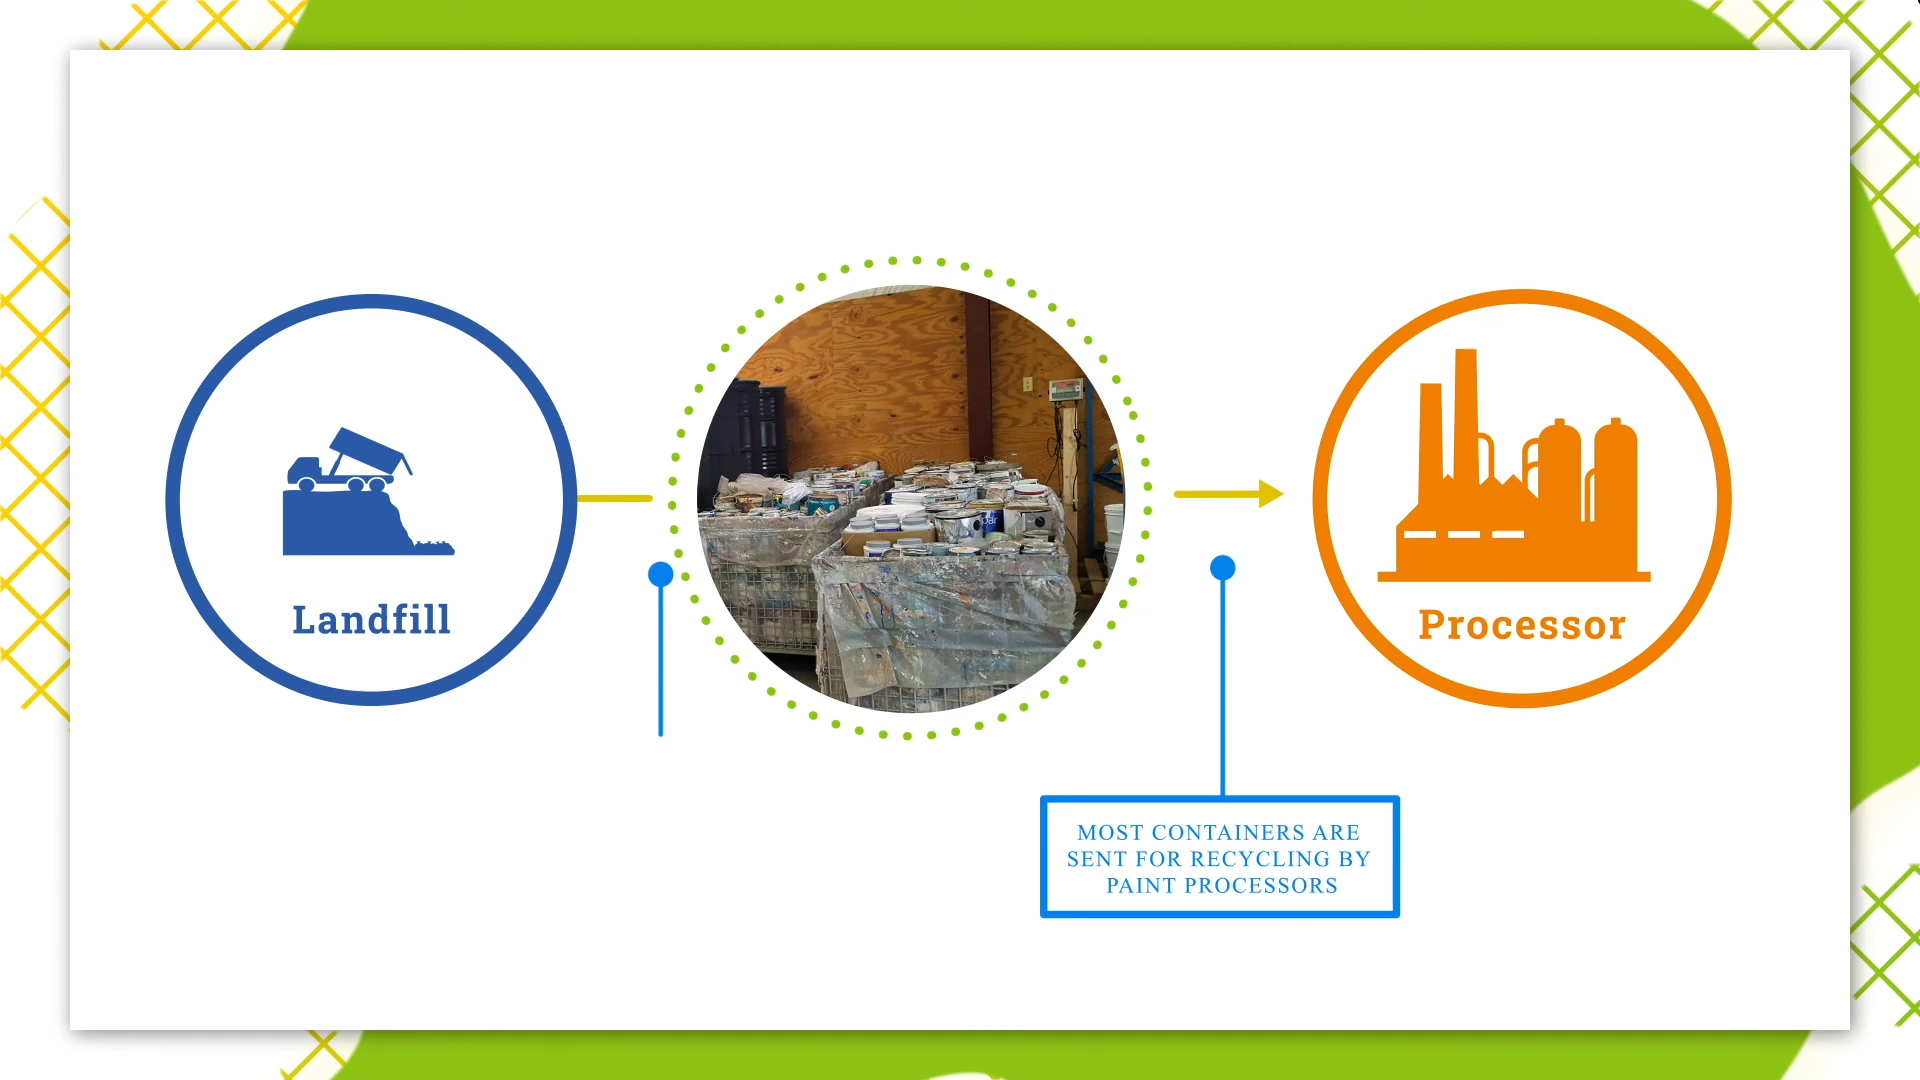 Landfill
Processor
MOST CONTAINERS ARE
SENT FOR RECYCLING BY
PAINT PROCESSORS